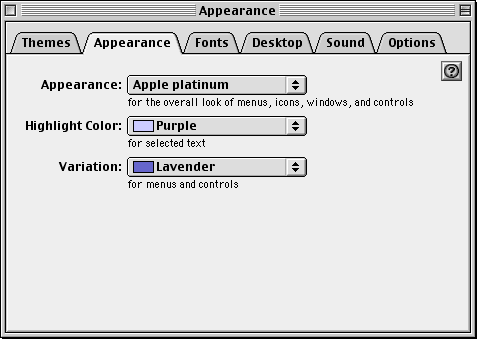 Appearance
Themes Appearance Fonts Desktop Sound Options
?
Appearance: Apple platinum
for the overall look of menus, icons, windows, and controls
Highlight Color: Purple
for selected text
Variation: Lavender
for menus and controls